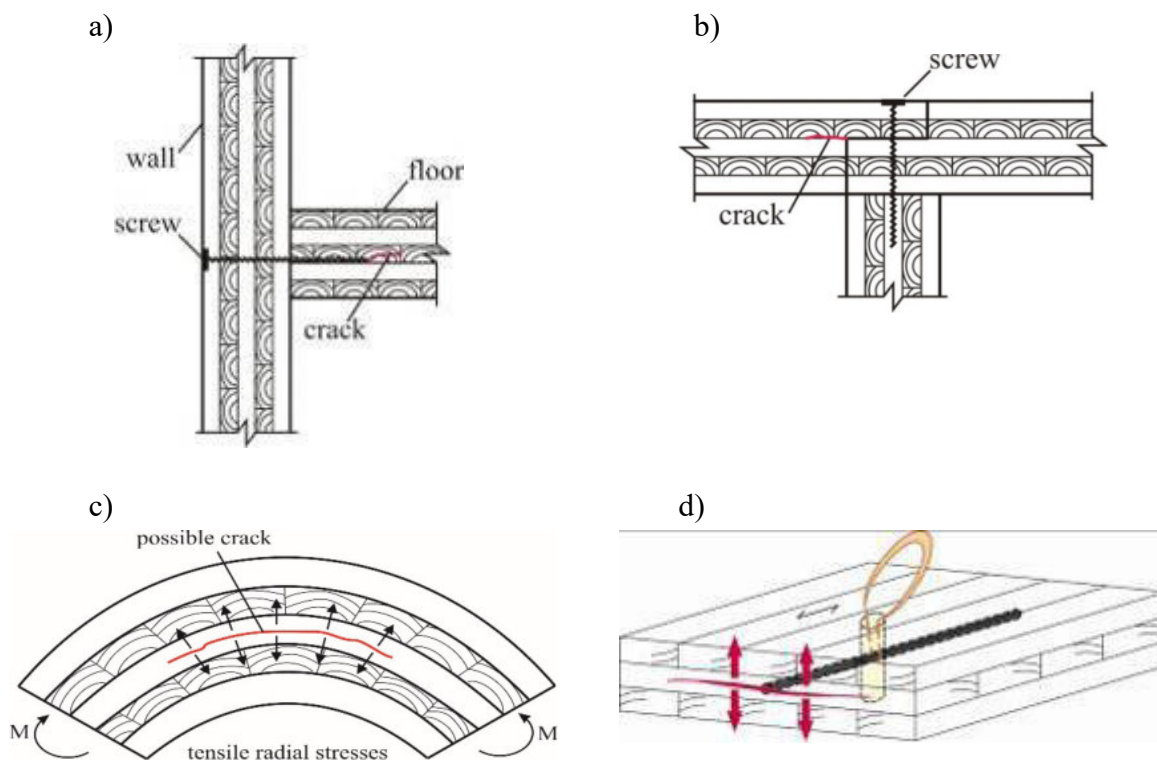 a)
wall
floor
screw
crack
b)
screw
crack
c)
possible crack
M
M
tensile radial stresses
d)